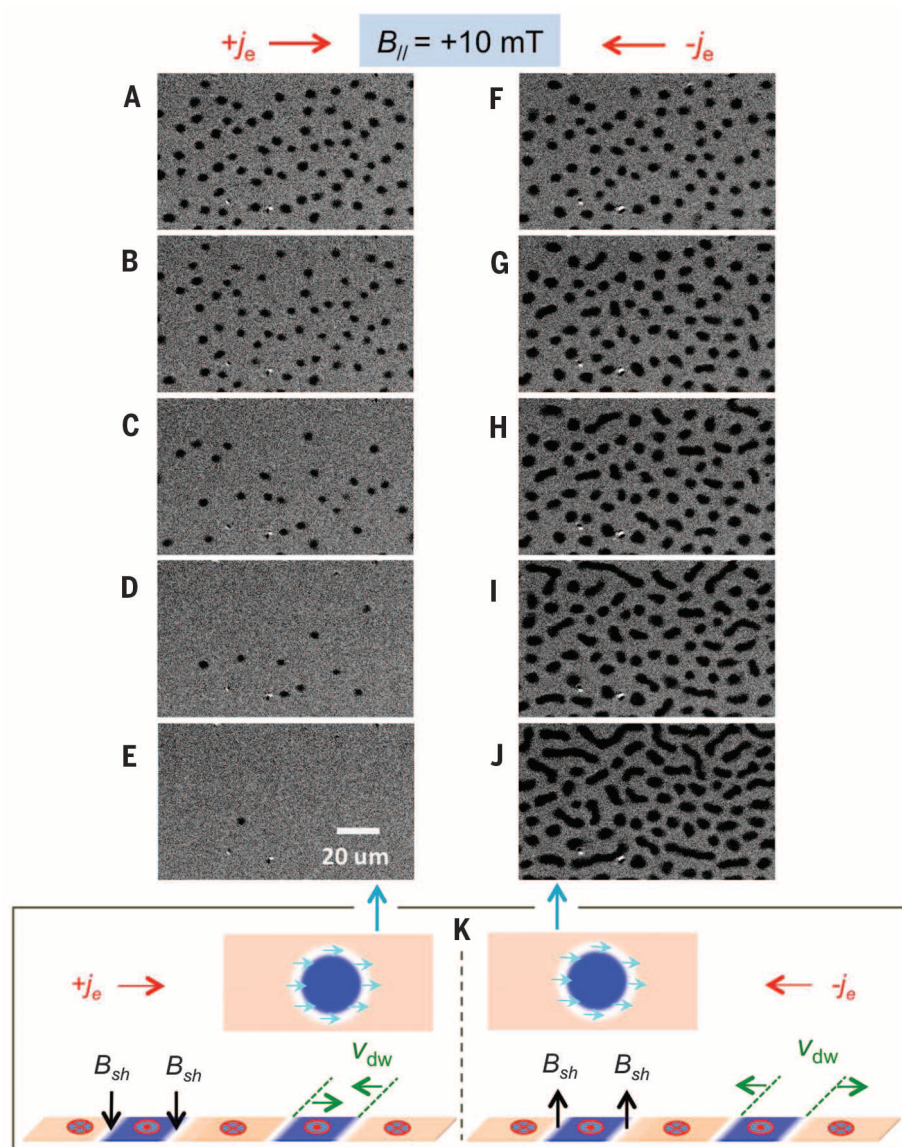 +je B// = +10 mT -je
A F
B G
C H
D I
E J
20 um
K
+je -je
vdw vdw
Bsh Bsh Bsh Bsh